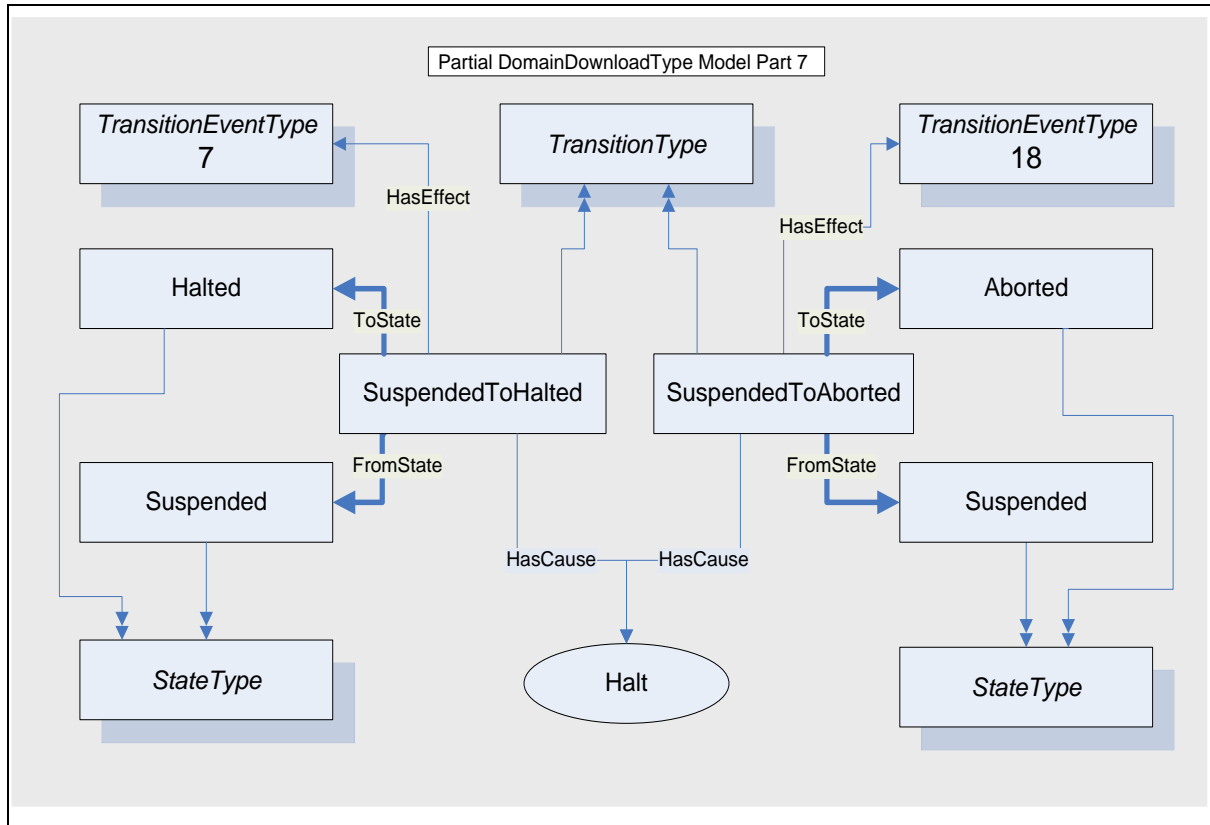 Partial DomainDownloadType Model Part 7
TransitionEventType
7
TransitionType
TransitionEventType
18
HasEffect
HasEffect
Halted
Aborted
ToState
ToState
SuspendedToHalted
SuspendedToAborted
FromState
FromState
Suspended
Suspended
HasCause
HasCause
StateType
Halt
StateType